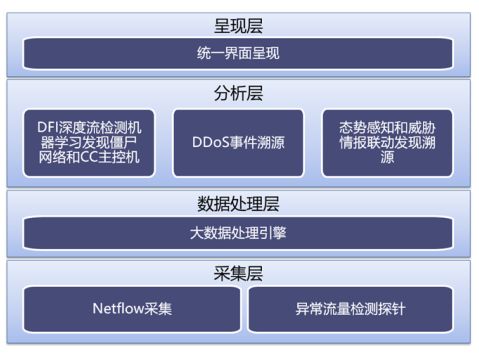 呈现层
统一界面呈现
分析层
DFI深度流检测机
器学习发现僵尸
网络和CC主控机
DDoS事件溯源
态势感知和威胁
情报联动发现溯
源
数据处理层
大数据处理引擎
采集层
Netflow采集
异常流量检测探针